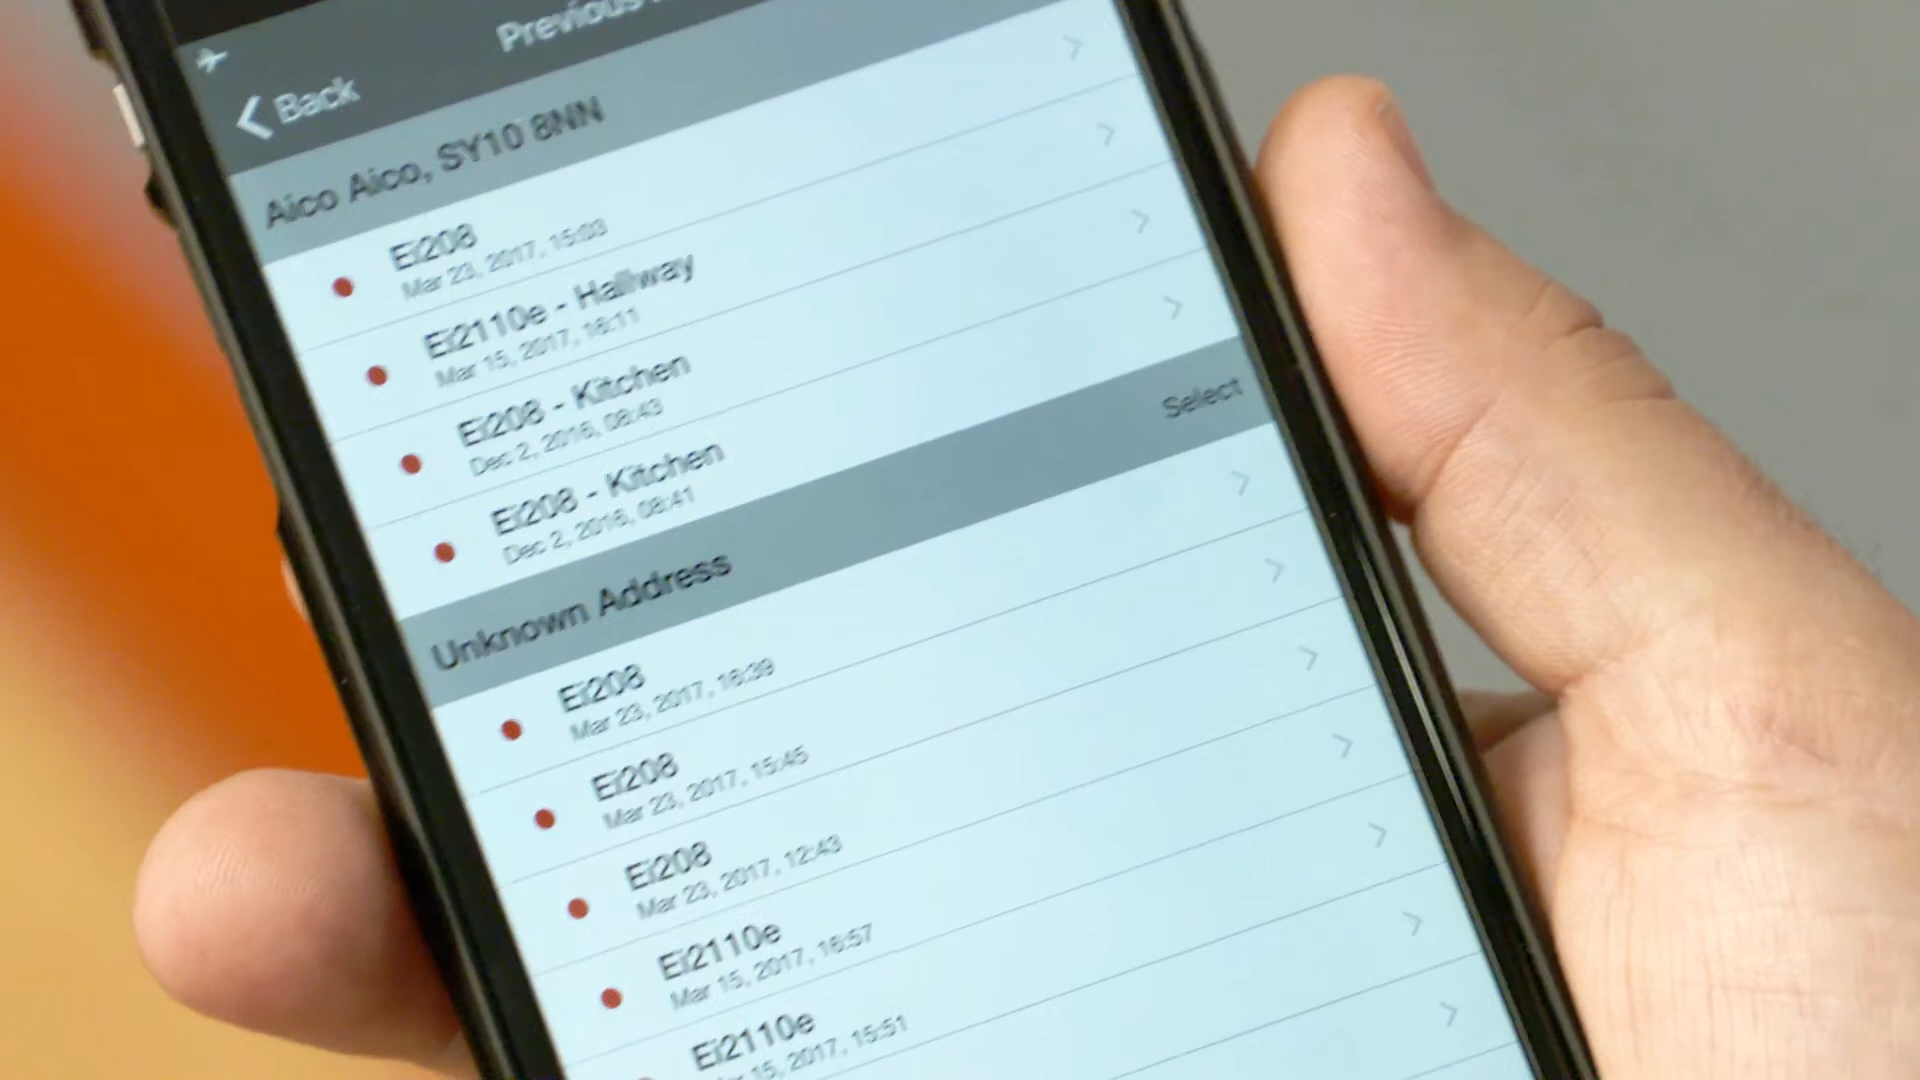 Previous
Back
Aico Aico, SY10 8NN
Ei208
Mar 23, 2017, 15:03
Ei2110e - Hallway
Mar 15, 2017, 16:11
Ei208 - Kitchen
Dec 2, 2016, 08:43
Ei208 - Kitchen
Dec 2, 2016, 08:41
Unknown Address Select
Ei208
Mar 23, 2017, 16:39
Ei208
Mar 23, 2017, 15:45
Ei208
Mar 23, 2017, 12:43
Ei2110e
Mar 15, 2017, 16:57
Ei2110e
15, 2017, 15:51